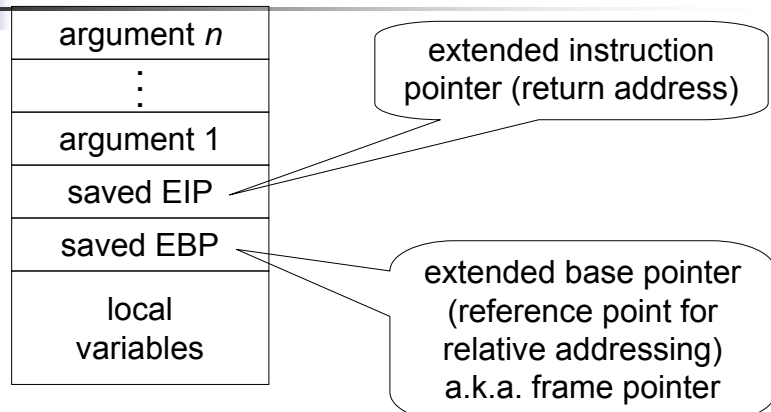 argument n
⋮
argument 1
saved EIP
saved EBP
local
variables
extended instruction
pointer (return address)
extended base pointer
(reference point for
relative addressing)
a.k.a. frame pointer